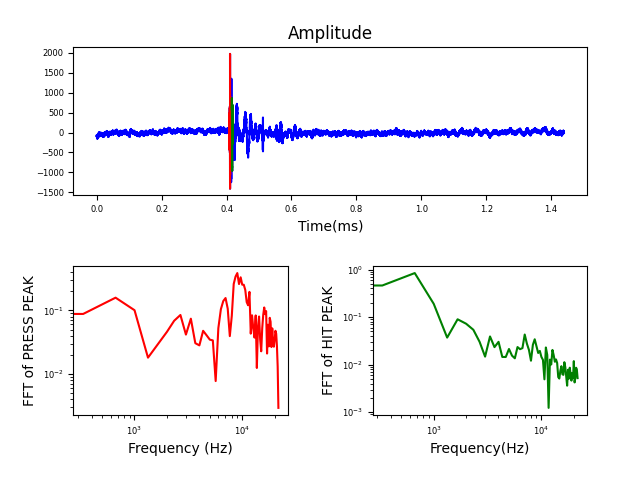 Amplitude
2000
1500
1000
500
0
−500
−1000
−1500
0.0 0.2 0.4 0.6 0.8 1.0 1.2 1.4
Time(ms)
FFT of PRESS PEAK
10⁻¹
10⁻²
10³ 10⁴
Frequency (Hz)
FFT of HIT PEAK
10⁰
10⁻¹
10⁻²
10⁻³
10³ 10⁴
Frequency(Hz)